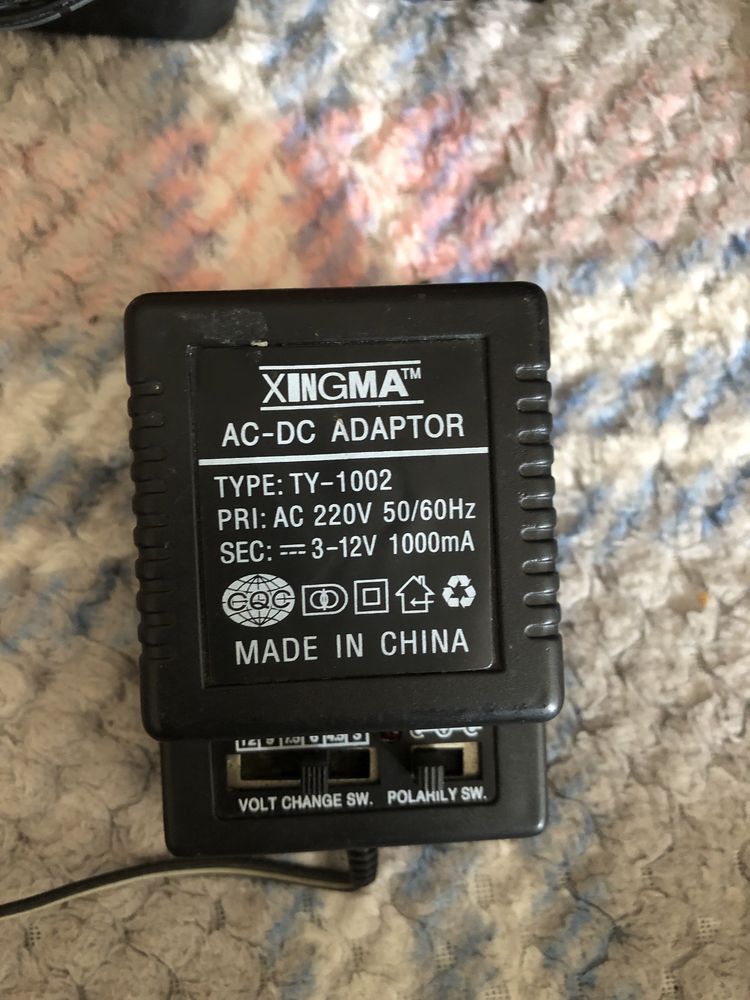 XINGMA™
AC-DC ADAPTOR
TYPE: TY-1002
PRI: AC 220V 50/60Hz
SEC: ⎓ 3-12V 1000mA
CQC
MADE IN CHINA
12 9 7.5 6 4.5 3
VOLT CHANGE SW. POLARILY SW.